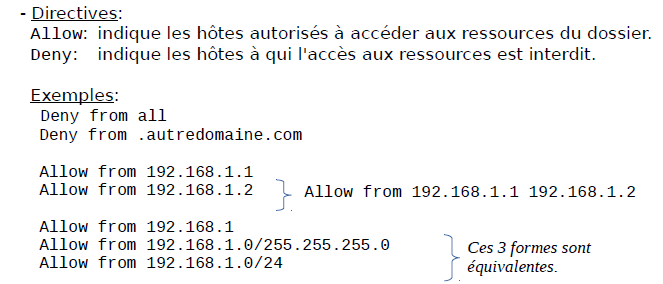 - Directives:
Allow: indique les hôtes autorisés à accéder aux ressources du dossier.
Deny: indique les hôtes à qui l'accès aux ressources est interdit.
Exemples:
Deny from all
Deny from .autredomaine.com
Allow from 192.168.1.1
Allow from 192.168.1.2
Allow from 192.168.1.1 192.168.1.2
Allow from 192.168.1
Allow from 192.168.1.0/255.255.255.0
Allow from 192.168.1.0/24
Ces 3 formes sont
équivalentes.